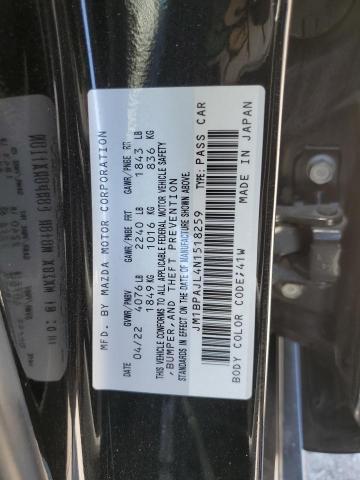 MFD. BY MAZDA MOTOR CORPORATION
DATE GVWR/PNBV GAWR/PNBE FRT GAWR/PNBE RR
04/22 4076 LB 2240 LB 1843 LB
1849 KG 1016 KG 836 KG
THIS VEHICLE CONFORMS TO ALL APPLICABLE FEDERAL MOTOR VEHICLE SAFETY
,BUMPER, AND THEFT PREVENTION
STANDARDS IN EFFECT ON THE DATE OF MANUFACTURE SHOWN ABOVE.
JM1BPAJL4N1518259 TYPE: PASS CAR
BODY COLOR CODE:41W MADE IN JAPAN